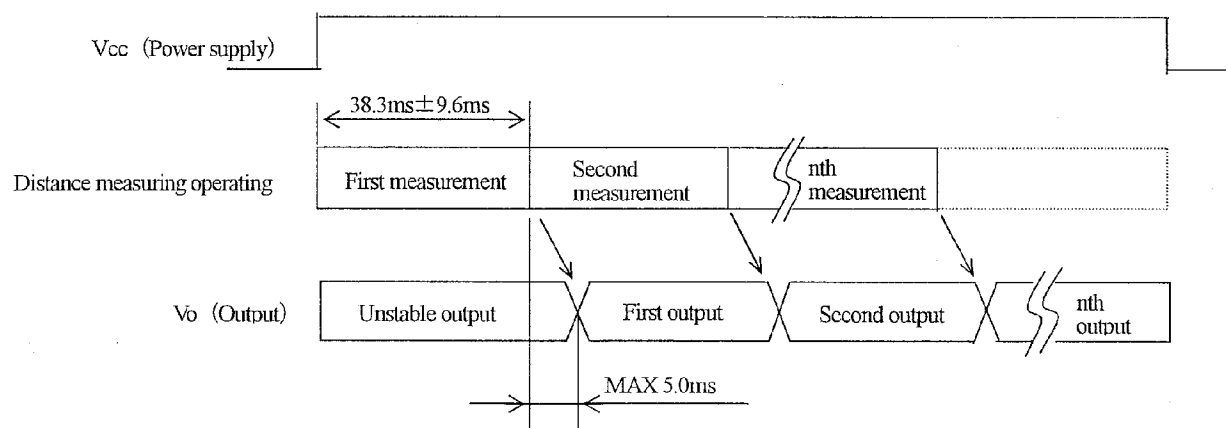 Vcc (Power supply)
38.3ms±9.6ms
Distance measuring operating
First measurement
Second
measurement
nth
measurement
Vo (Output)
Unstable output
First output
Second output
nth
output
MAX 5.0ms